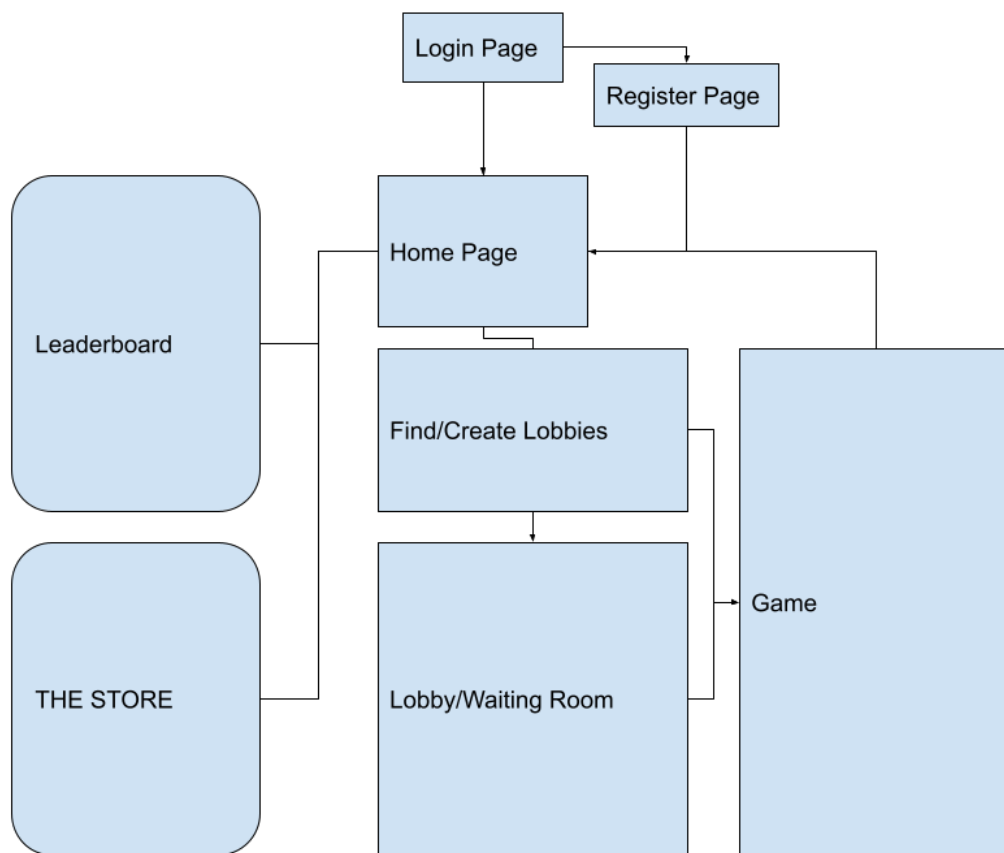 Login Page
Register Page
Home Page
Leaderboard
Find/Create Lobbies
Game
THE STORE
Lobby/Waiting Room